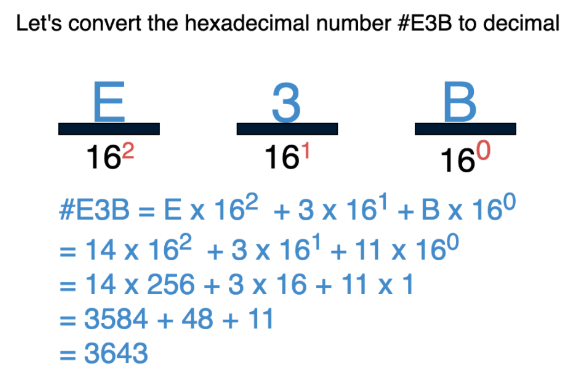 Let's convert the hexadecimal number #E3B to decimal
E 3 B
16² 16¹ 16⁰
#E3B = E x 16² + 3 x 16¹ + B x 16⁰
= 14 x 16² + 3 x 16¹ + 11 x 16⁰
= 14 x 256 + 3 x 16 + 11 x 1
= 3584 + 48 + 11
= 3643